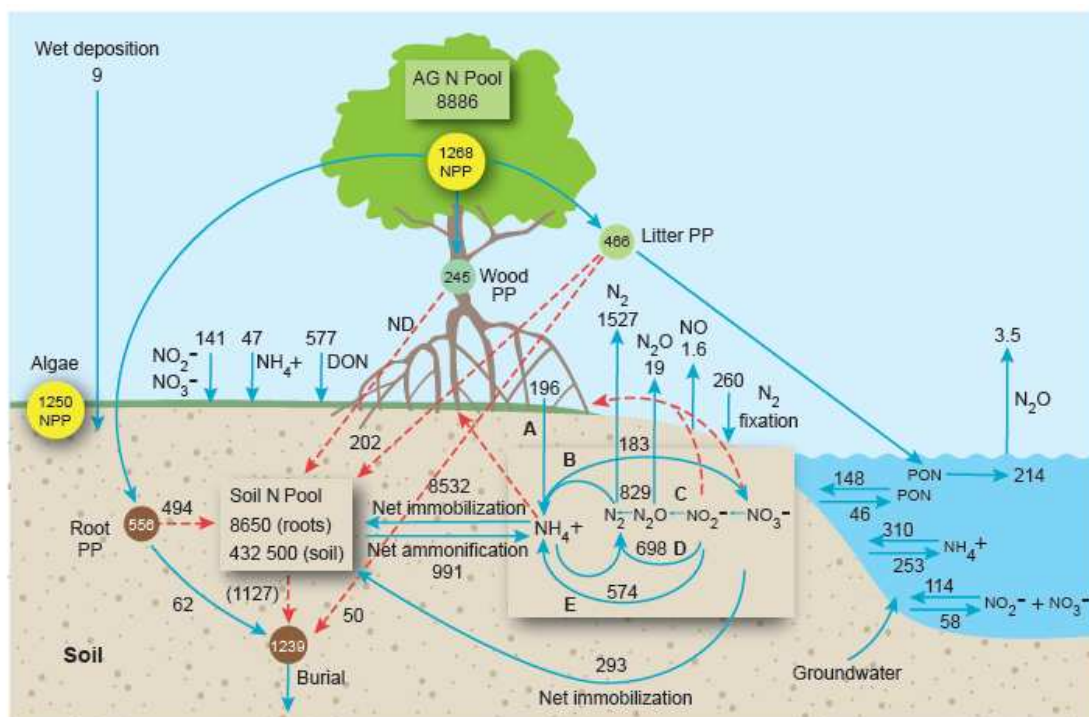 Wet deposition
9
AG N Pool
8886
1268
NPP
466
Litter PP
245
Wood
PP
ND
N2
1527
N2O
19
NO
1.6
3.5
N2O
NO2−
NO3−
141
47
NH4+
577
DON
196
260
N2
fixation
Algae
1250
NPP
A
202
183
B
8532
829
C
148
PON
214
PON
46
494
Soil N Pool
8650 (roots)
432 500 (soil)
Net immobilization
NH4+
N2
N2O
NO2−
NO3−
Root
PP
556
Net ammonification
991
698
D
310
NH4+
253
62
(1127)
50
E
574
114
NO2− + NO3−
58
Soil
1239
Burial
293
Net immobilization
Groundwater